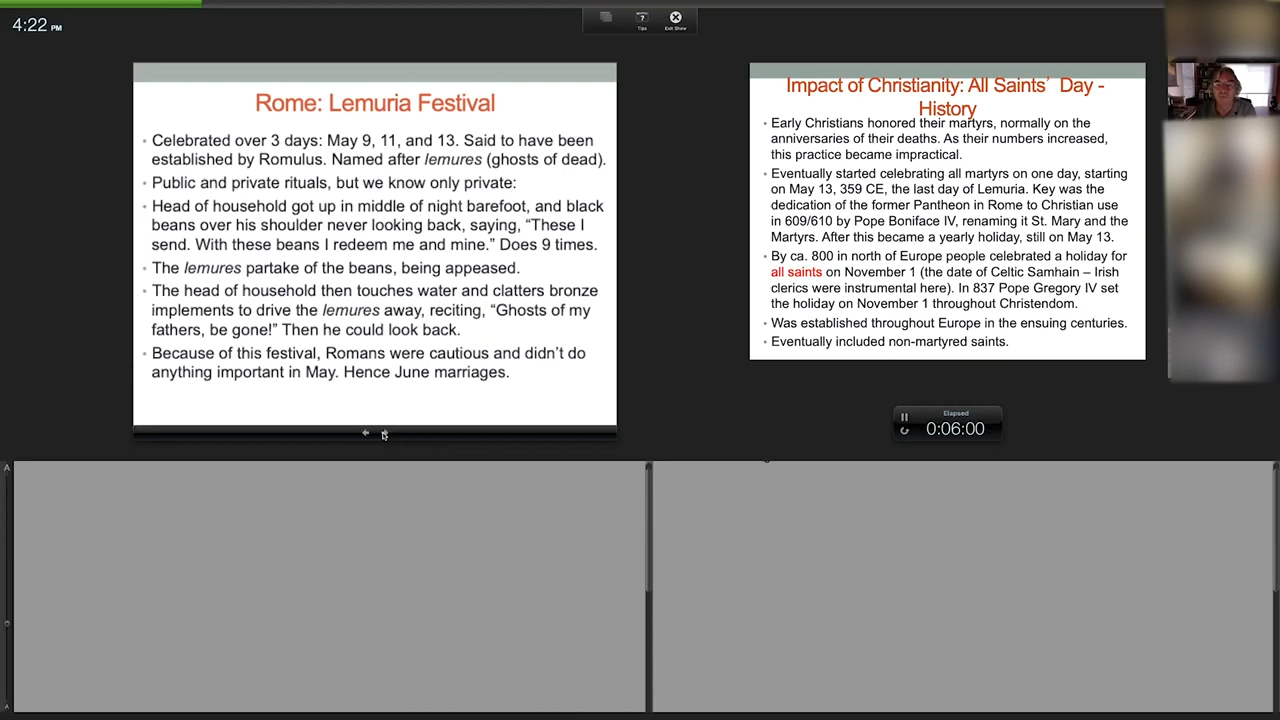 4:22 PM
Tips
Exit Show
Rome: Lemuria Festival
• Celebrated over 3 days: May 9, 11, and 13. Said to have been
established by Romulus. Named after lemures (ghosts of dead).
• Public and private rituals, but we know only private:
• Head of household got up in middle of night barefoot, and black
beans over his shoulder never looking back, saying, “These I
send. With these beans I redeem me and mine.” Does 9 times.
• The lemures partake of the beans, being appeased.
• The head of household then touches water and clatters bronze
implements to drive the lemures away, reciting, “Ghosts of my
fathers, be gone!” Then he could look back.
• Because of this festival, Romans were cautious and didn’t do
anything important in May. Hence June marriages.
Impact of Christianity: All Saints’ Day -
History
• Early Christians honored their martyrs, normally on the
anniversaries of their deaths. As their numbers increased,
this practice became impractical.
• Eventually started celebrating all martyrs on one day, starting
on May 13, 359 CE, the last day of Lemuria. Key was the
dedication of the former Pantheon in Rome to Christian use
in 609/610 by Pope Boniface IV, renaming it St. Mary and the
Martyrs. After this became a yearly holiday, still on May 13.
• By ca. 800 in north of Europe people celebrated a holiday for
all saints on November 1 (the date of Celtic Samhain – Irish
clerics were instrumental here). In 837 Pope Gregory IV set
the holiday on November 1 throughout Christendom.
• Was established throughout Europe in the ensuing centuries.
• Eventually included non-martyred saints.
Elapsed
0:06:00
A
A